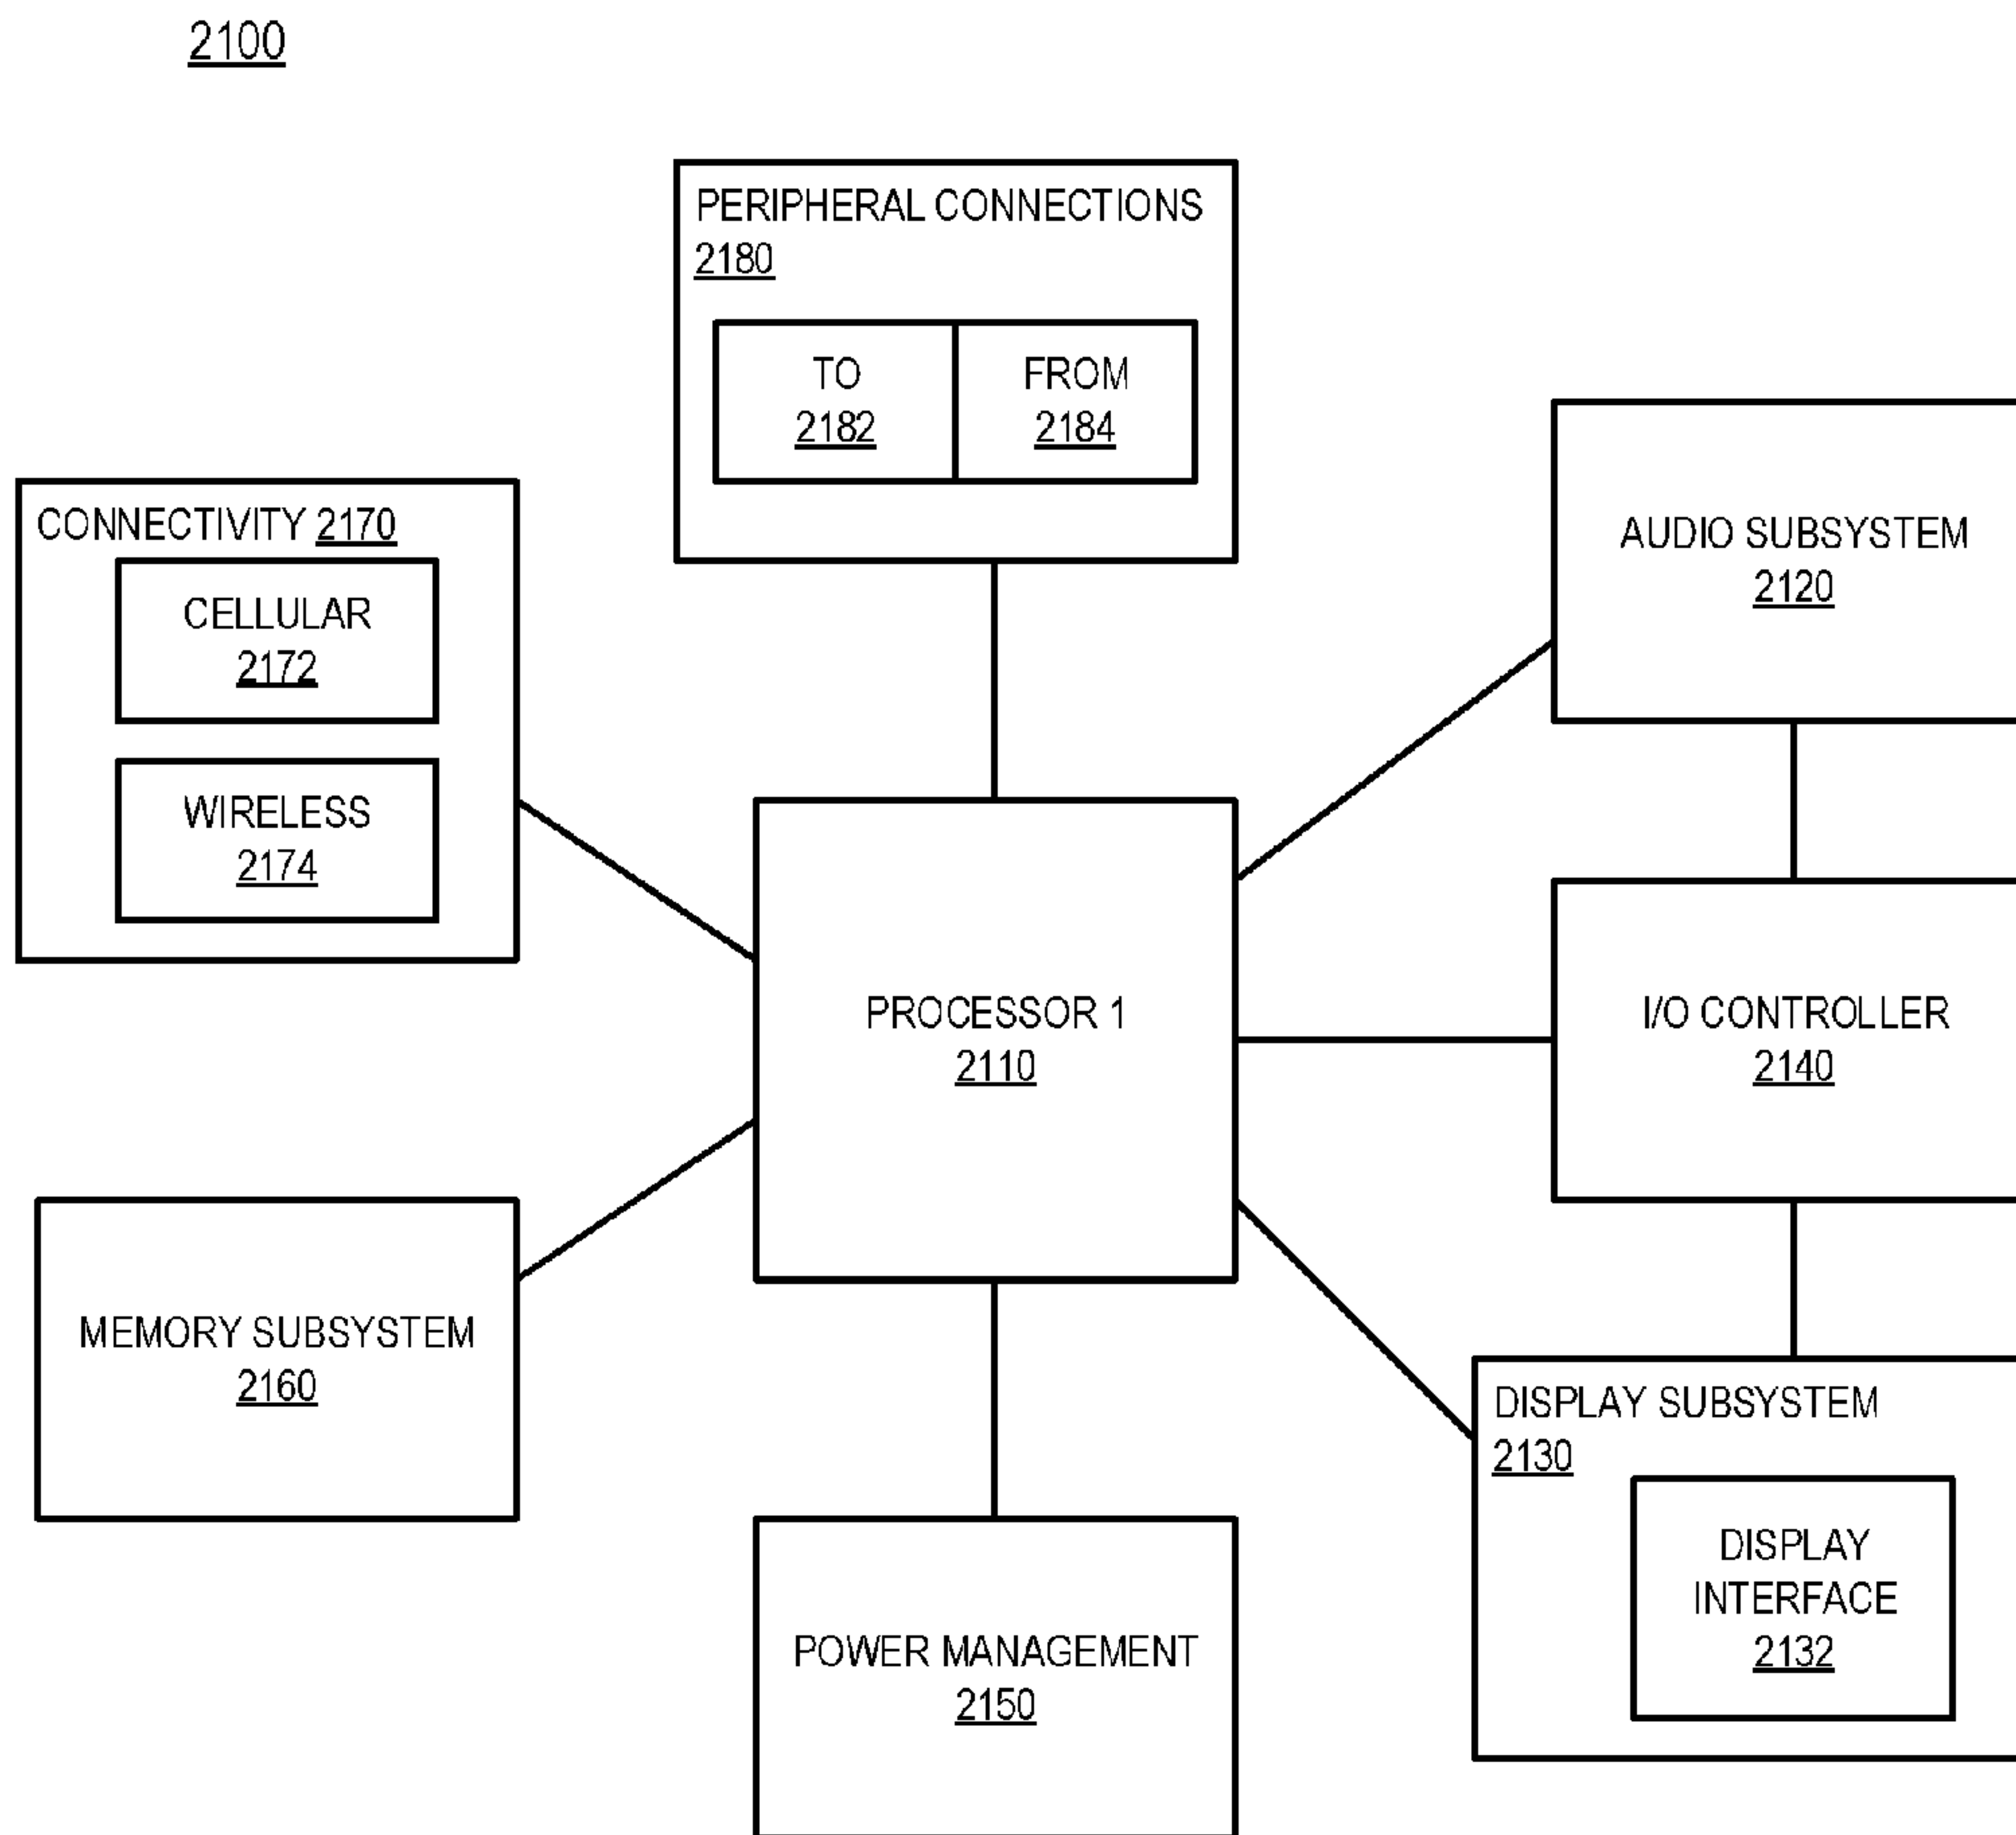 2100
PERIPHERAL CONNECTIONS
2180
TO
2182
FROM
2184
CONNECTIVITY 2170
CELLULAR
2172
WIRELESS
2174
AUDIO SUBSYSTEM
2120
PROCESSOR 1
2110
I/O CONTROLLER
2140
MEMORY SUBSYSTEM
2160
DISPLAY SUBSYSTEM
2130
DISPLAY
INTERFACE
2132
POWER MANAGEMENT
2150